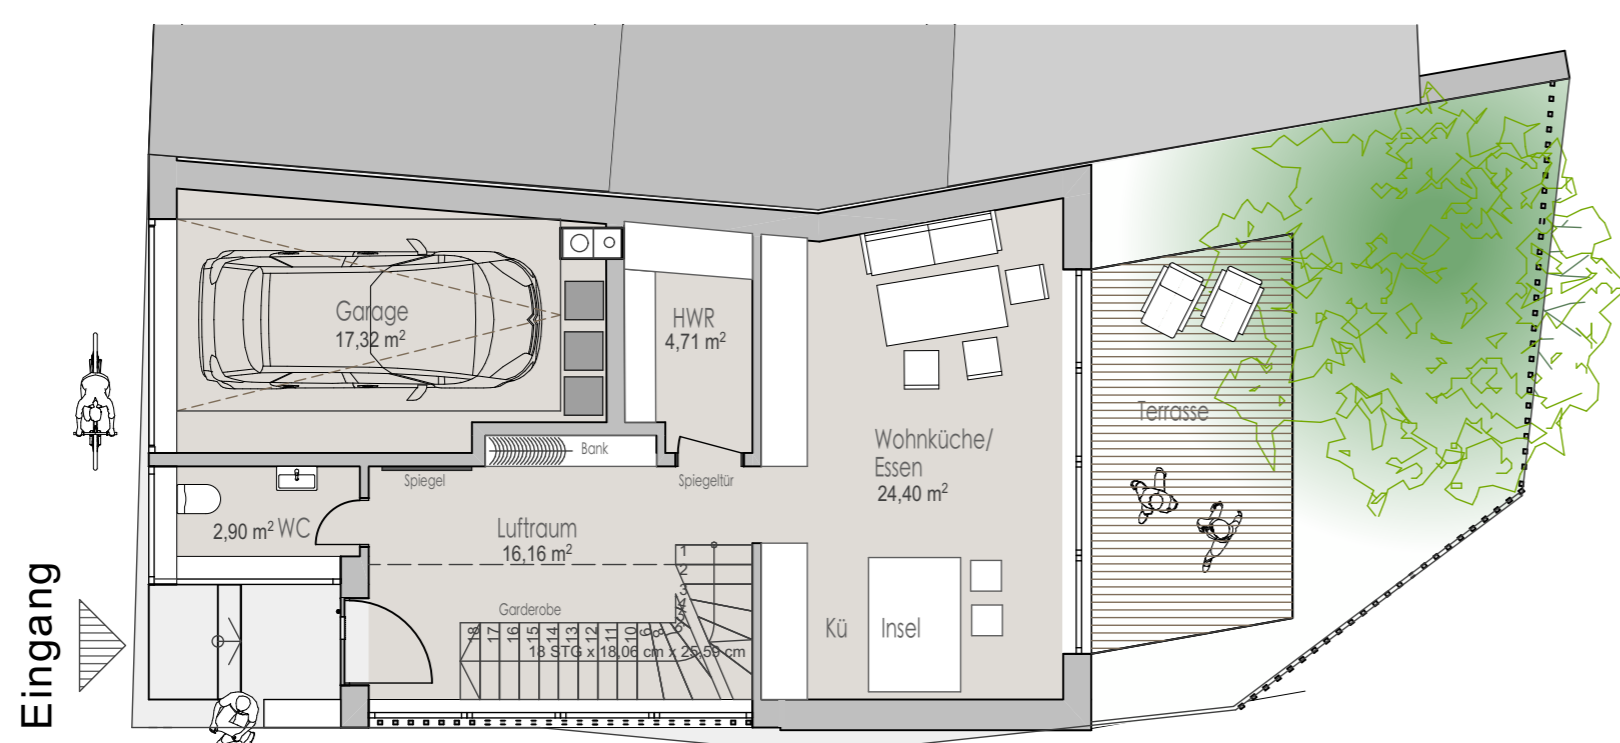 Garage
17,32 m²
HWR
4,71 m²
Bank
Spiegel
Spiegeltür
Wohnküche/
Essen
24,40 m²
Terrasse
2,90 m² WC
Luftraum
16,16 m²
Garderobe
1
2
3
18 17 16 15 14 13 12 11 10 9 8
18 STG x 18,06 cm x 25,59 cm
Kü
Insel
Eingang